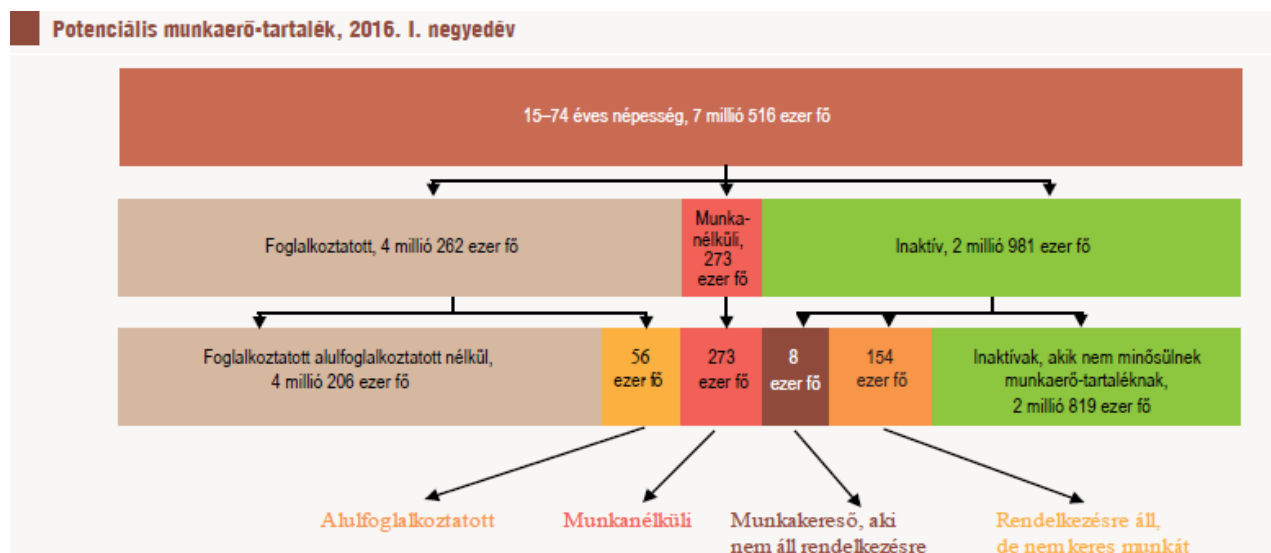 Potenciális munkaerő-tartalék, 2016. I. negyedév
15–74 éves népesség, 7 millió 516 ezer fő
Foglalkoztatott, 4 millió 262 ezer fő
Munka-
nélküli,
273
ezer fő
Inaktív, 2 millió 981 ezer fő
Foglalkoztatott alulfoglalkoztatott nélkül,
4 millió 206 ezer fő
56
ezer fő
273
ezer fő
8
ezer fő
154
ezer fő
Inaktívak, akik nem minősülnek
munkaerő-tartaléknak,
2 millió 819 ezer fő
Alulfoglalkoztatott
Munkanélküli
Munkakereső, aki
nem áll rendelkezésre
Rendelkezésre áll,
de nem keres munkát